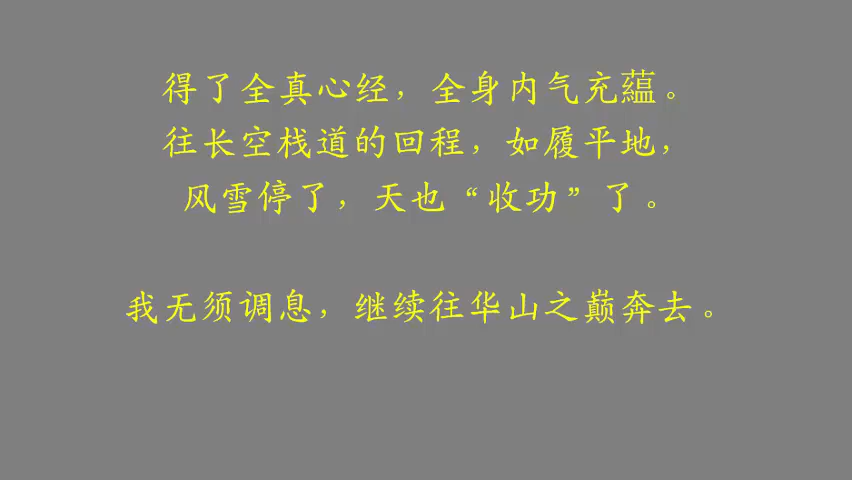 得了全真心经，全身内气充蕴。
往长空栈道的回程，如履平地，
风雪停了，天也“收功”了。
我无须调息，继续往华山之巅奔去。